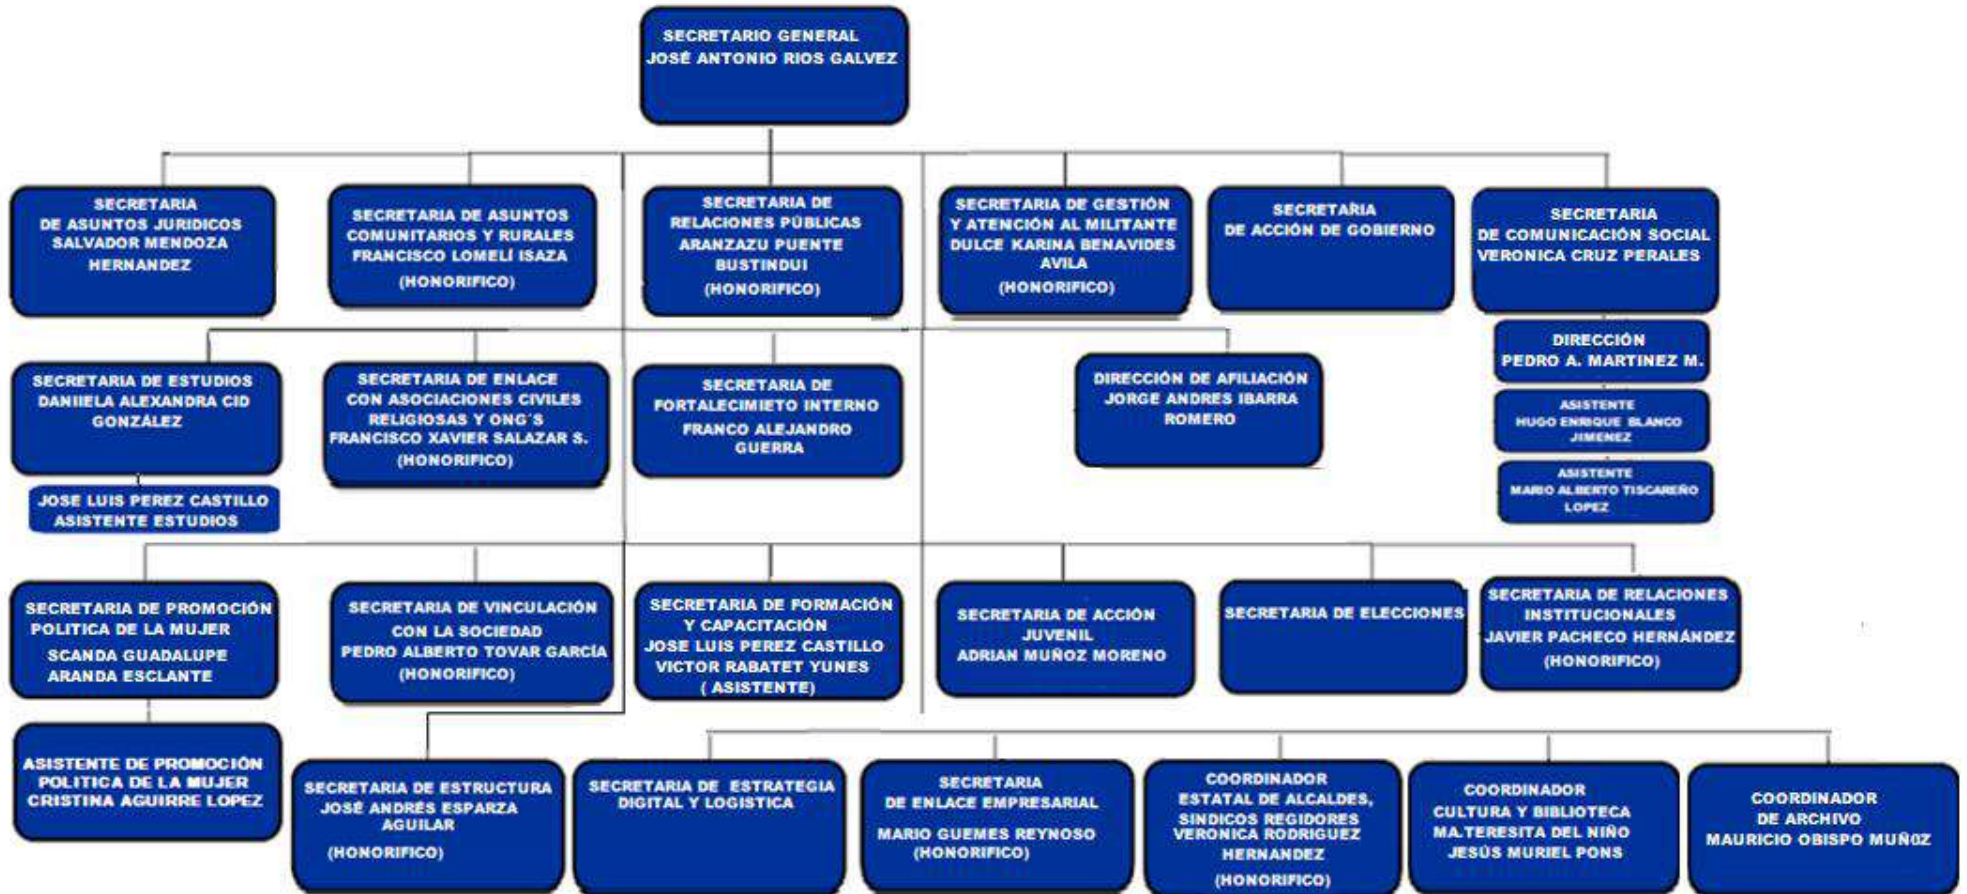 SECRETARIO GENERAL
JOSÉ ANTONIO RIOS GALVEZ
SECRETARIA
DE ASUNTOS JURIDICOS
SALVADOR MENDOZA
HERNANDEZ
SECRETARIA DE ASUNTOS
COMUNITARIOS Y RURALES
FRANCISCO LOMELÍ ISAZA
(HONORIFICO)
SECRETARIA DE
RELACIONES PÚBLICAS
ARANZAZU PUENTE
BUSTINDUI
(HONORIFICO)
SECRETARIA DE GESTIÓN
Y ATENCIÓN AL MILITANTE
DULCE KARINA BENAVIDES
AVILA
(HONORIFICO)
SECRETARIA
DE ACCIÓN DE GOBIERNO
SECRETARIA
DE COMUNICACIÓN SOCIAL
VERONICA CRUZ PERALES
DIRECCIÓN
PEDRO A. MARTINEZ M.
ASISTENTE
HUGO ENRIQUE BLANCO
JIMENEZ
ASISTENTE
MARIO ALBERTO TISCAREÑO
LOPEZ
SECRETARIA DE ESTUDIOS
DANIIELA ALEXANDRA CID
GONZÁLEZ
JOSE LUIS PEREZ CASTILLO
ASISTENTE ESTUDIOS
SECRETARIA DE ENLACE
CON ASOCIACIONES CIVILES
RELIGIOSAS Y ONG´S
FRANCISCO XAVIER SALAZAR S.
(HONORIFICO)
SECRETARIA DE
FORTALECIMIETO INTERNO
FRANCO ALEJANDRO
GUERRA
DIRECCIÓN DE AFILIACIÓN
JORGE ANDRES IBARRA
ROMERO
SECRETARIA DE PROMOCIÓN
POLITICA DE LA MUJER
SCANDA GUADALUPE
ARANDA ESCLANTE
ASISTENTE DE PROMOCIÓN
POLITICA DE LA MUJER
CRISTINA AGUIRRE LOPEZ
SECRETARIA DE VINCULACIÓN
CON LA SOCIEDAD
PEDRO ALBERTO TOVAR GARCÍA
(HONORIFICO)
SECRETARIA DE FORMACIÓN
Y CAPACITACIÓN
JOSE LUIS PEREZ CASTILLO
VICTOR RABATET YUNES
( ASISTENTE)
SECRETARIA DE ACCIÓN
JUVENIL
ADRIAN MUÑOZ MORENO
SECRETARIA DE ELECCIONES
SECRETARIA DE RELACIONES
INSTITUCIONALES
JAVIER PACHECO HERNÁNDEZ
(HONORIFICO)
SECRETARIA DE ESTRUCTURA
JOSÉ ANDRÉS ESPARZA
AGUILAR
(HONORIFICO)
SECRETARIA DE ESTRATEGIA
DIGITAL Y LOGISTICA
SECRETARIA
DE ENLACE EMPRESARIAL
MARIO GUEMES REYNOSO
(HONORIFICO)
COORDINADOR
ESTATAL DE ALCALDES,
SINDICOS REGIDORES
VERONICA RODRIGUEZ
HERNANDEZ
(HONORIFICO)
COORDINADOR
CULTURA Y BIBLIOTECA
MA.TERESITA DEL NIÑO
JESÚS MURIEL PONS
COORDINADOR
DE ARCHIVO
MAURICIO OBISPO MUÑ0Z